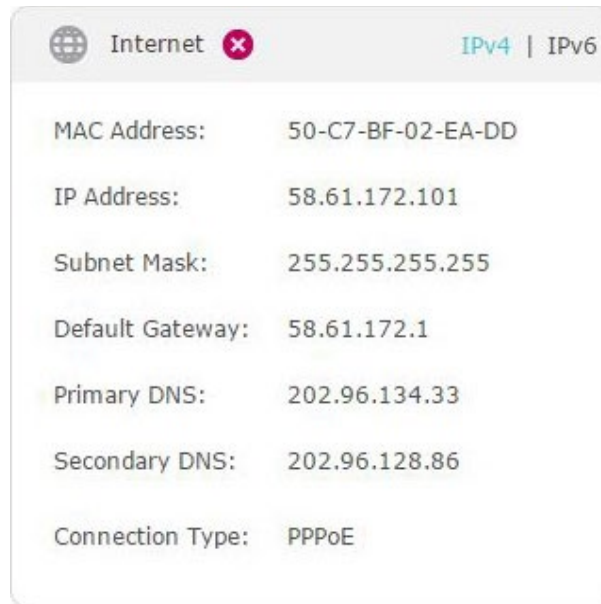 Internet IPv4 | IPv6
MAC Address: 50-C7-BF-02-EA-DD
IP Address: 58.61.172.101
Subnet Mask: 255.255.255.255
Default Gateway: 58.61.172.1
Primary DNS: 202.96.134.33
Secondary DNS: 202.96.128.86
Connection Type: PPPoE